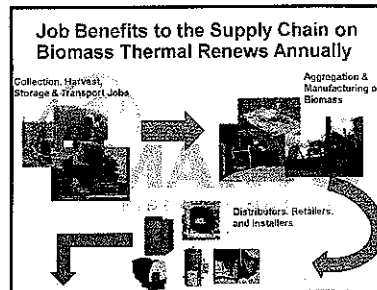 Job Benefits to the Supply Chain on
Biomass Thermal Renews Annually
Collection, Harvest,
Storage & Transport Jobs
Aggregation &
Manufacturing o
Biomass
Distributors, Retailers,
and Installers